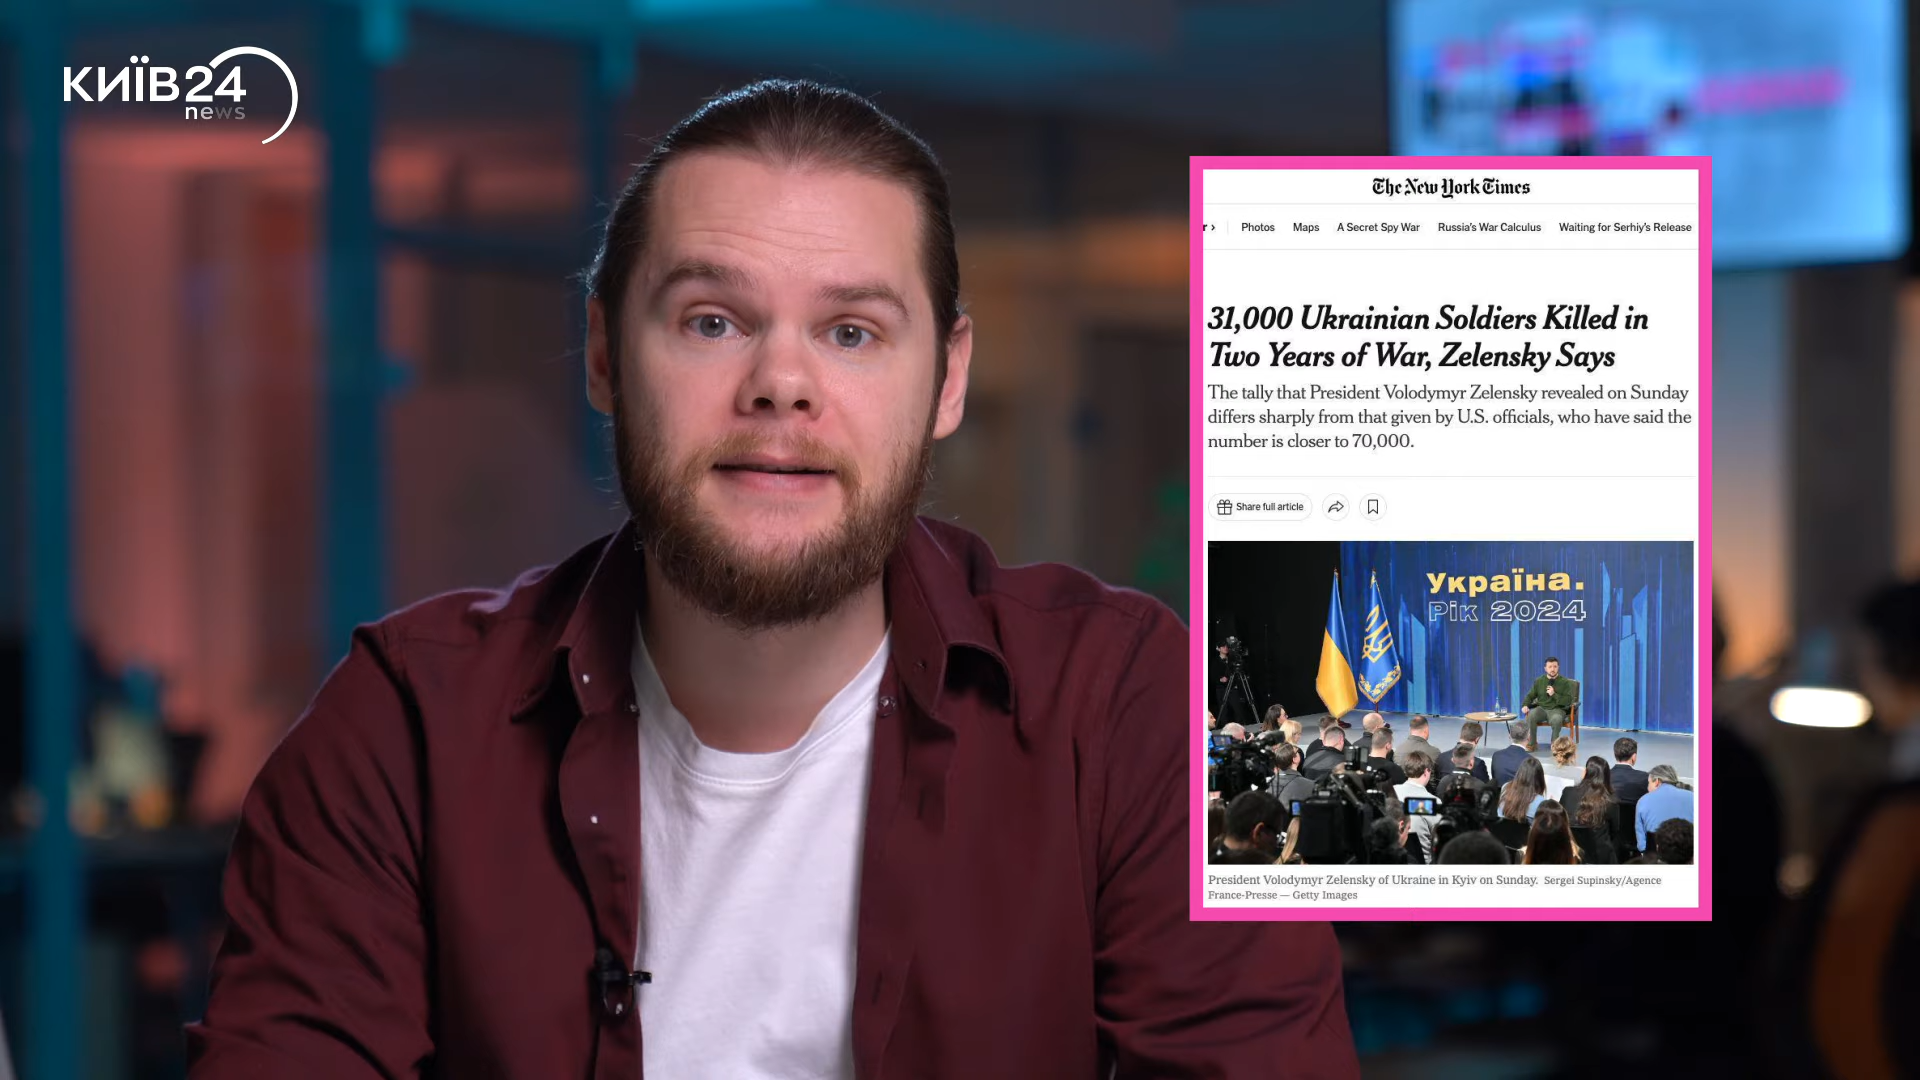 КИЇВ24
news
The New York Times
r › Photos Maps A Secret Spy War Russia's War Calculus Waiting for Serhiy's Release
31,000 Ukrainian Soldiers Killed in
Two Years of War, Zelensky Says
The tally that President Volodymyr Zelensky revealed on Sunday
differs sharply from that given by U.S. officials, who have said the
number is closer to 70,000.
Share full article
Україна.
Рік 2024
President Volodymyr Zelensky of Ukraine in Kyiv on Sunday. Sergei Supinsky/Agence
France-Presse — Getty Images